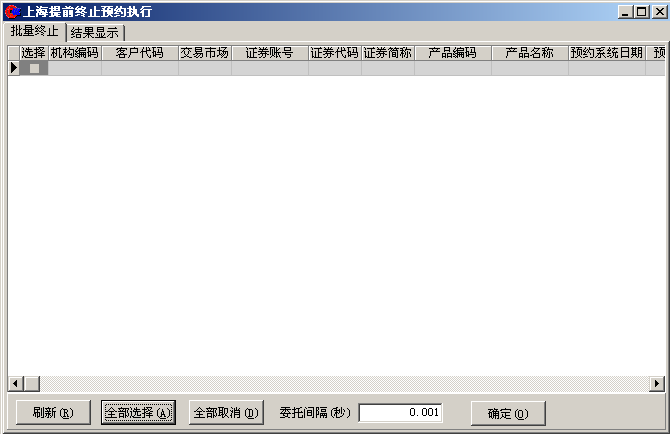 上海提前终止预约执行
批量终止 结果显示
选择 机构编码 客户代码 交易市场 证券账号 证券代码 证券简称 产品编码 产品名称 预约系统日期 预
刷新(R) 全部选择(A) 全部取消(D) 委托间隔(秒) 0.001 确定(O)